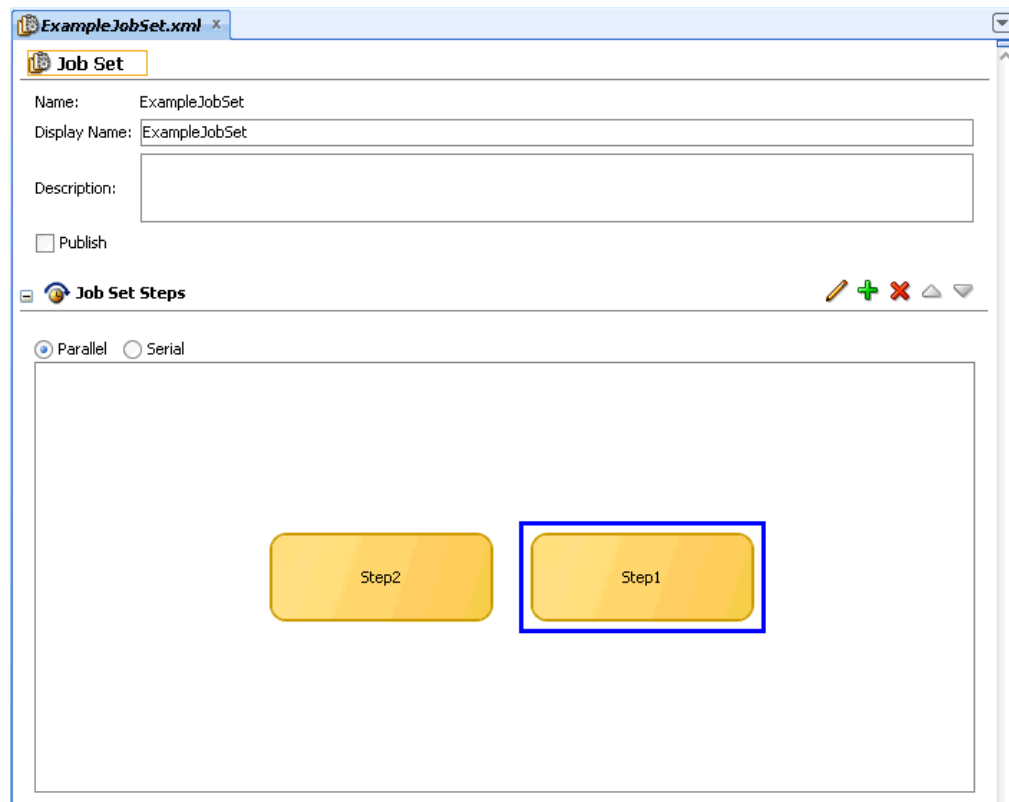 ExampleJobSet.xml
Job Set
Name: ExampleJobSet
Display Name: ExampleJobSet
Description:
Publish
Job Set Steps
Parallel Serial
Step2 Step1